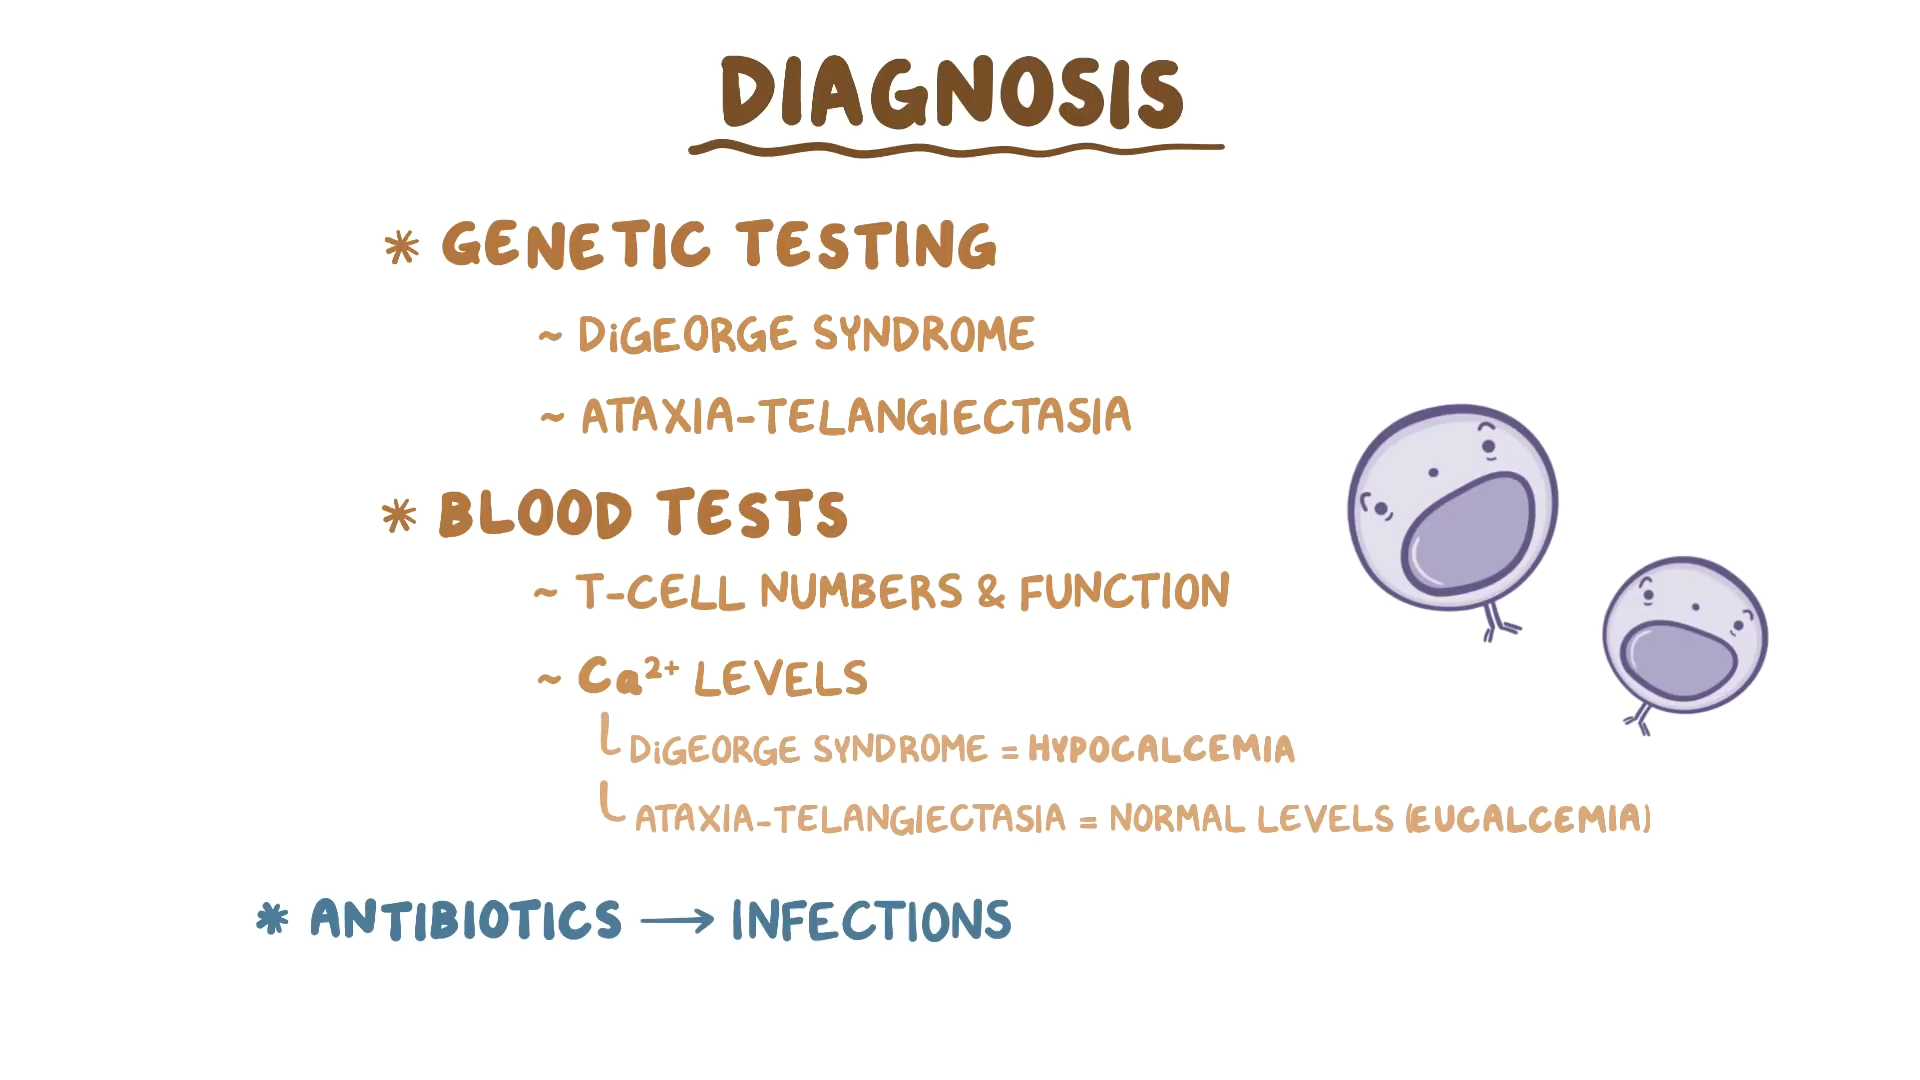 DIAGNOSIS
* GENETIC TESTING
~ DiGEORGE SYNDROME
~ ATAXIA-TELANGIECTASIA
* BLOOD TESTS
~ T-CELL NUMBERS & FUNCTION
~ Ca²⁺ LEVELS
DiGEORGE SYNDROME = HYPOCALCEMIA
ATAXIA-TELANGIECTASIA = NORMAL LEVELS (EUCALCEMIA)
* ANTIBIOTICS → INFECTIONS